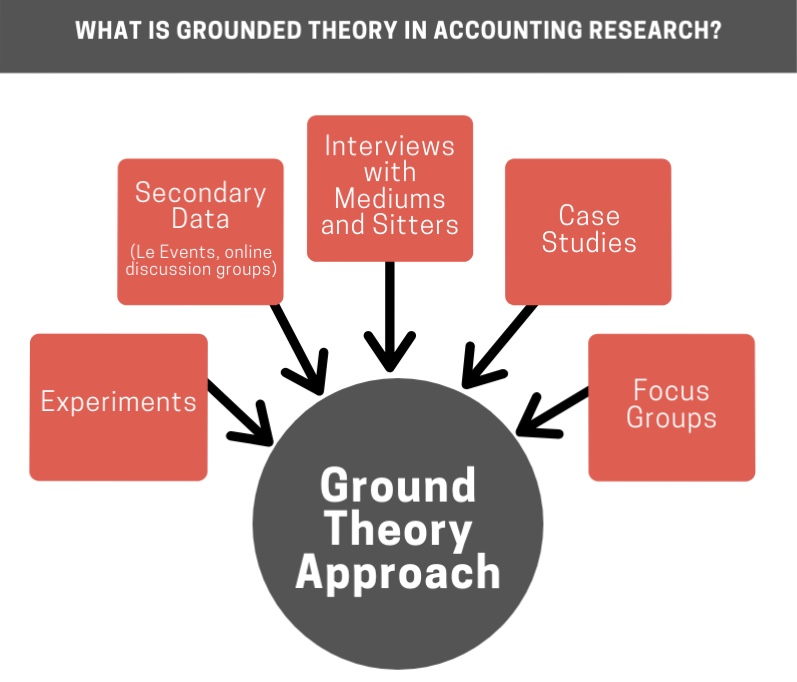 WHAT IS GROUNDED THEORY IN ACCOUNTING RESEARCH?
Interviews
with
Mediums
and Sitters
Secondary
Data
(Le Events, online
discussion groups)
Case
Studies
Experiments
Focus
Groups
Ground
Theory
Approach